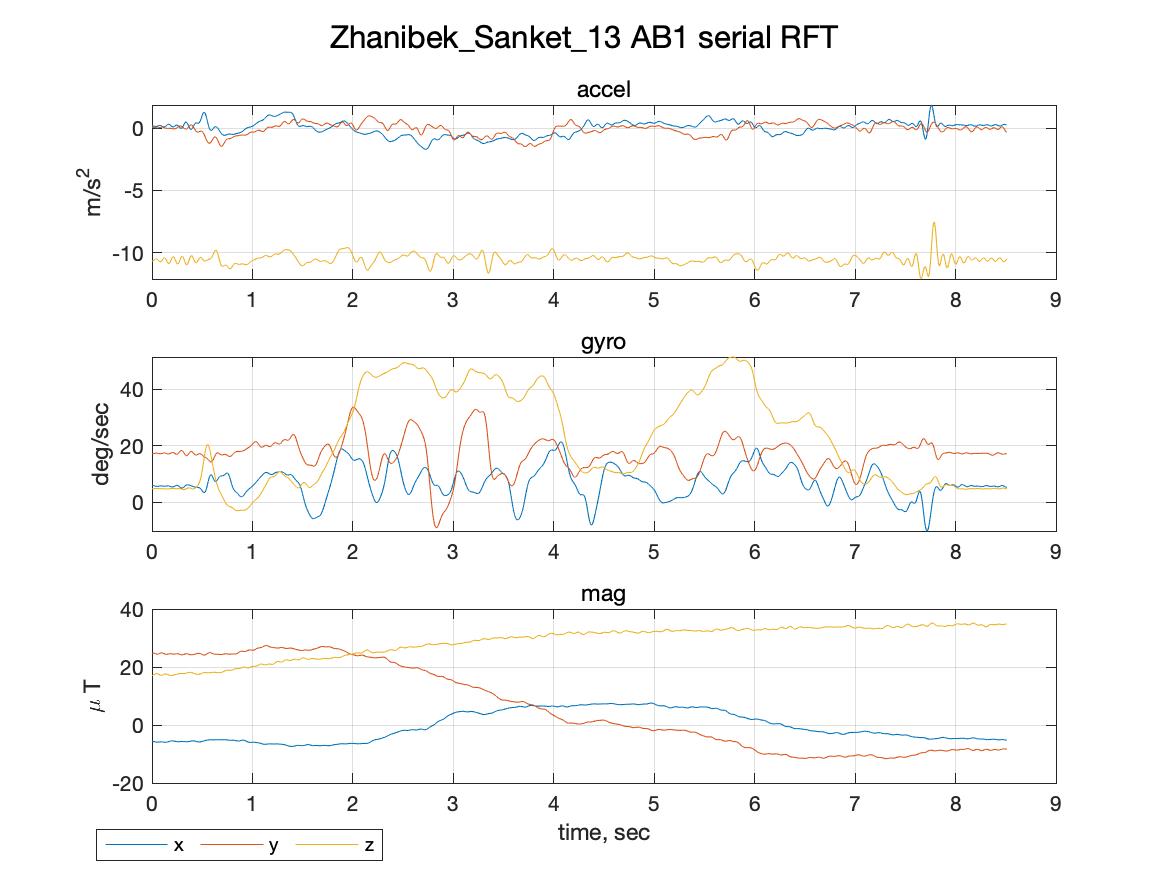 Zhanibek_Sanket_13 AB1 serial RFT
accel
m/s²
0
-5
-10
0 1 2 3 4 5 6 7 8 9
gyro
deg/sec
40
20
0
0 1 2 3 4 5 6 7 8 9
mag
μ T
40
20
0
-20
0 1 2 3 4 5 6 7 8 9
time, sec
x y z